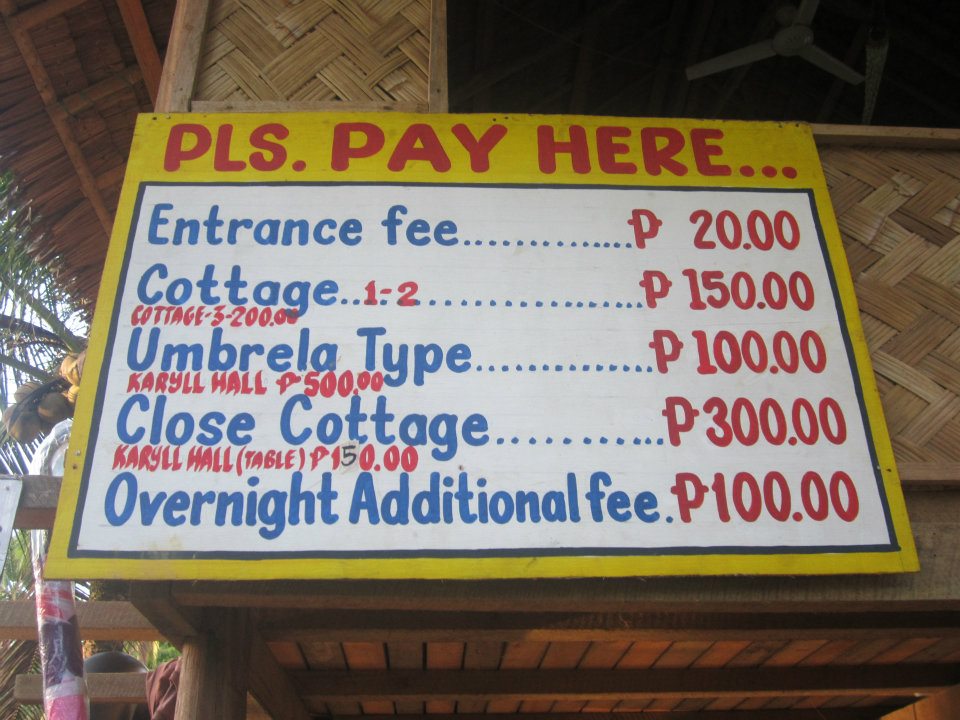 PLS. PAY HERE...
Entrance fee.............₱ 20.00
Cottage..1-2......................₱ 150.00
COTTAGE-3-200.00
Umbrela Type.................₱ 100.00
KARYLL HALL ₱500.00
Close Cottage..............₱300.00
KARYLL HALL (TABLE) ₱150.00
Overnight Additional fee.₱100.00